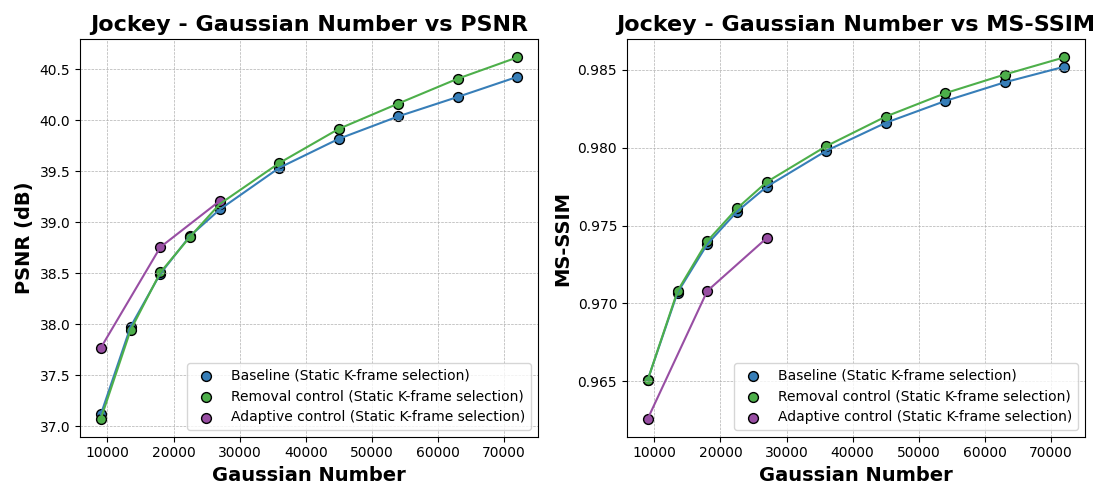 Jockey - Gaussian Number vs PSNR
PSNR (dB)
40.5
40.0
39.5
39.0
38.5
38.0
37.5
37.0
10000 20000 30000 40000 50000 60000 70000
Gaussian Number
Baseline (Static K-frame selection)
Removal control (Static K-frame selection)
Adaptive control (Static K-frame selection)
Jockey - Gaussian Number vs MS-SSIM
MS-SSIM
0.985
0.980
0.975
0.970
0.965
10000 20000 30000 40000 50000 60000 70000
Gaussian Number
Baseline (Static K-frame selection)
Removal control (Static K-frame selection)
Adaptive control (Static K-frame selection)